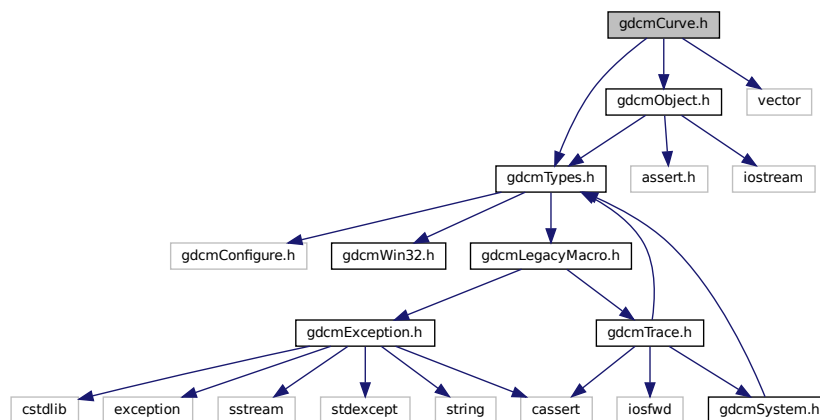 gdcmCurve.h
gdcmObject.h
vector
gdcmTypes.h
assert.h
iostream
gdcmConfigure.h
gdcmWin32.h
gdcmLegacyMacro.h
gdcmException.h
gdcmTrace.h
cstdlib
exception
sstream
stdexcept
string
cassert
iosfwd
gdcmSystem.h